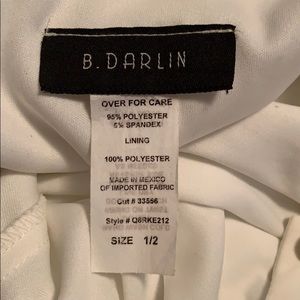 B. DARLIN
OVER FOR CARE
95% POLYESTER
5% SPANDEX
LINING
100% POLYESTER
MADE IN MEXICO
OF IMPORTED FABRIC
Cut # 33556
Style # Q8RKE212
SIZE 1/2